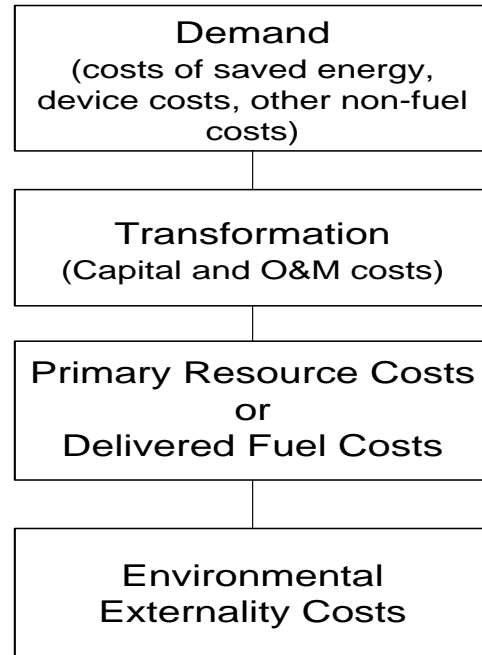 Demand
(costs of saved energy,
device costs, other non-fuel
costs)
Transformation
(Capital and O&M costs)
Primary Resource Costs
or
Delivered Fuel Costs
Environmental
Externality Costs